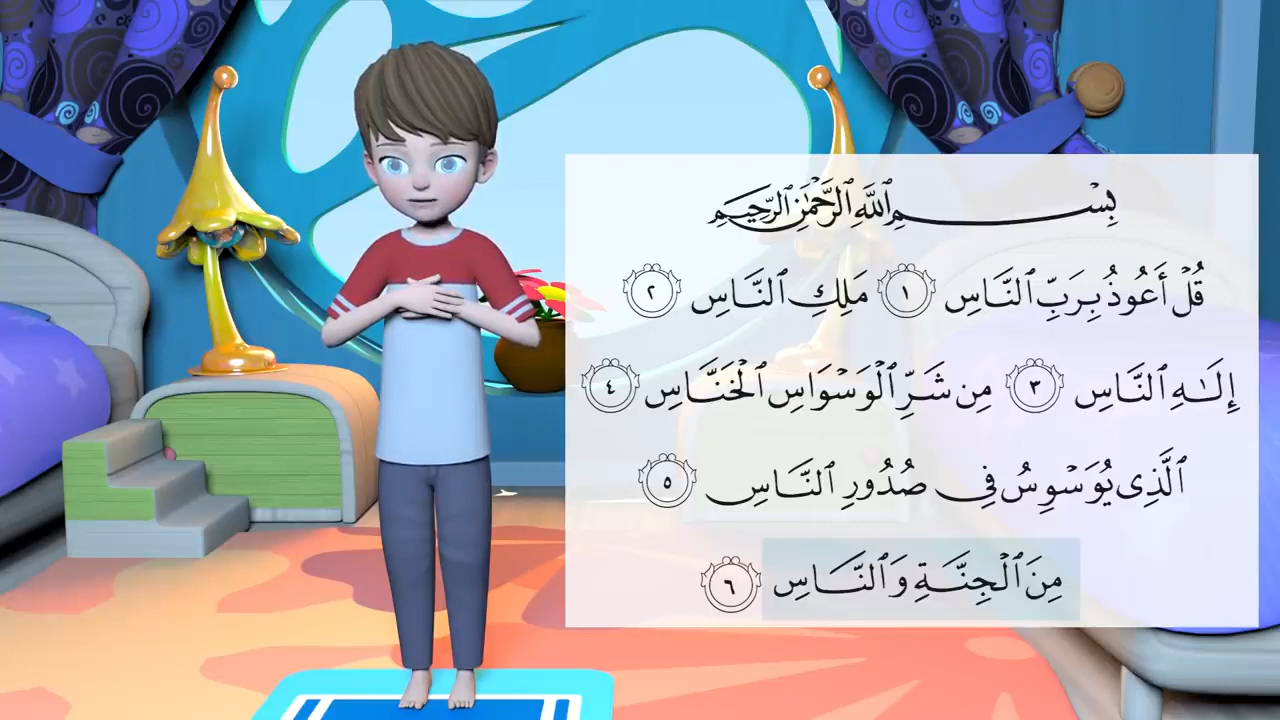 بِسْمِ ٱللَّهِ ٱلرَّحْمَٰنِ ٱلرَّحِيمِ
قُلْ أَعُوذُ بِرَبِّ ٱلنَّاسِ ١ مَلِكِ ٱلنَّاسِ ٢
إِلَٰهِ ٱلنَّاسِ ٣ مِن شَرِّ ٱلْوَسْوَاسِ ٱلْخَنَّاسِ ٤
ٱلَّذِى يُوَسْوِسُ فِى صُدُورِ ٱلنَّاسِ ٥
مِنَ ٱلْجِنَّةِ وَٱلنَّاسِ ٦